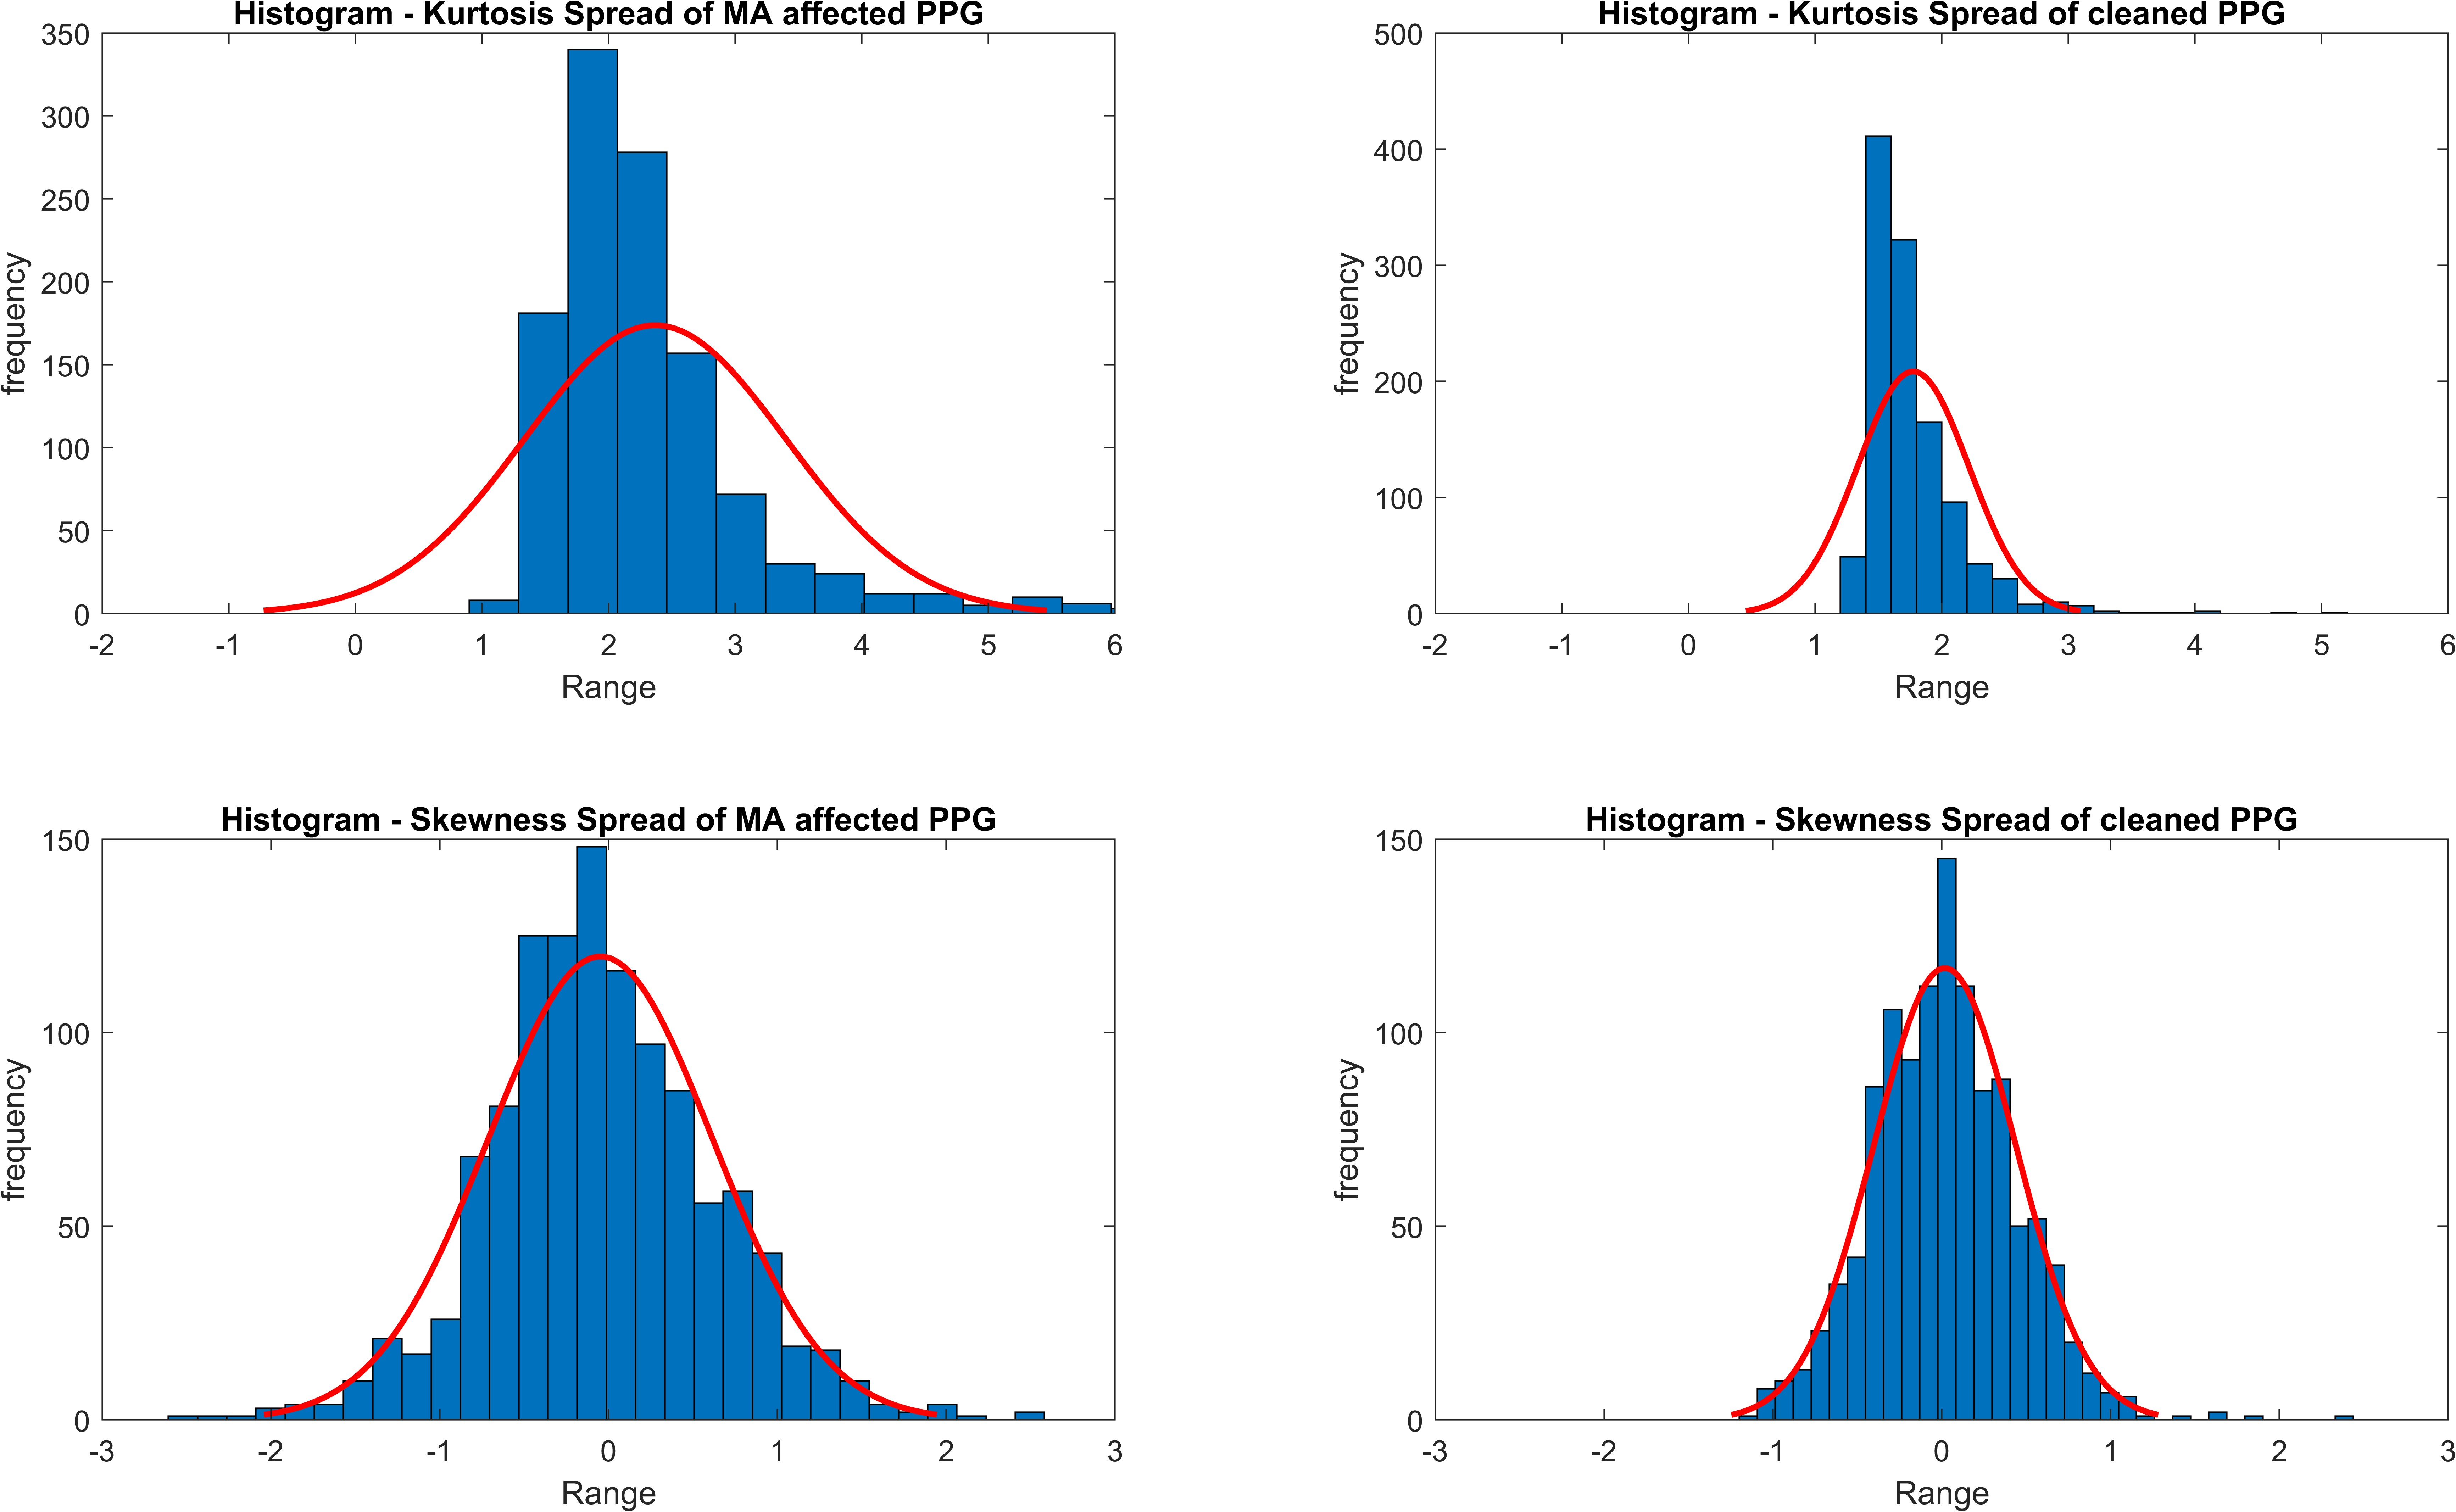 Histogram - Kurtosis Spread of MA affected PPG
350
300
250
200
150
100
50
0
frequency
-2 -1 0 1 2 3 4 5 6
Range
Histogram - Kurtosis Spread of cleaned PPG
500
400
300
200
100
0
frequency
-2 -1 0 1 2 3 4 5 6
Range
Histogram - Skewness Spread of MA affected PPG
150
100
50
0
frequency
-3 -2 -1 0 1 2 3
Range
Histogram - Skewness Spread of cleaned PPG
150
100
50
0
frequency
-3 -2 -1 0 1 2 3
Range